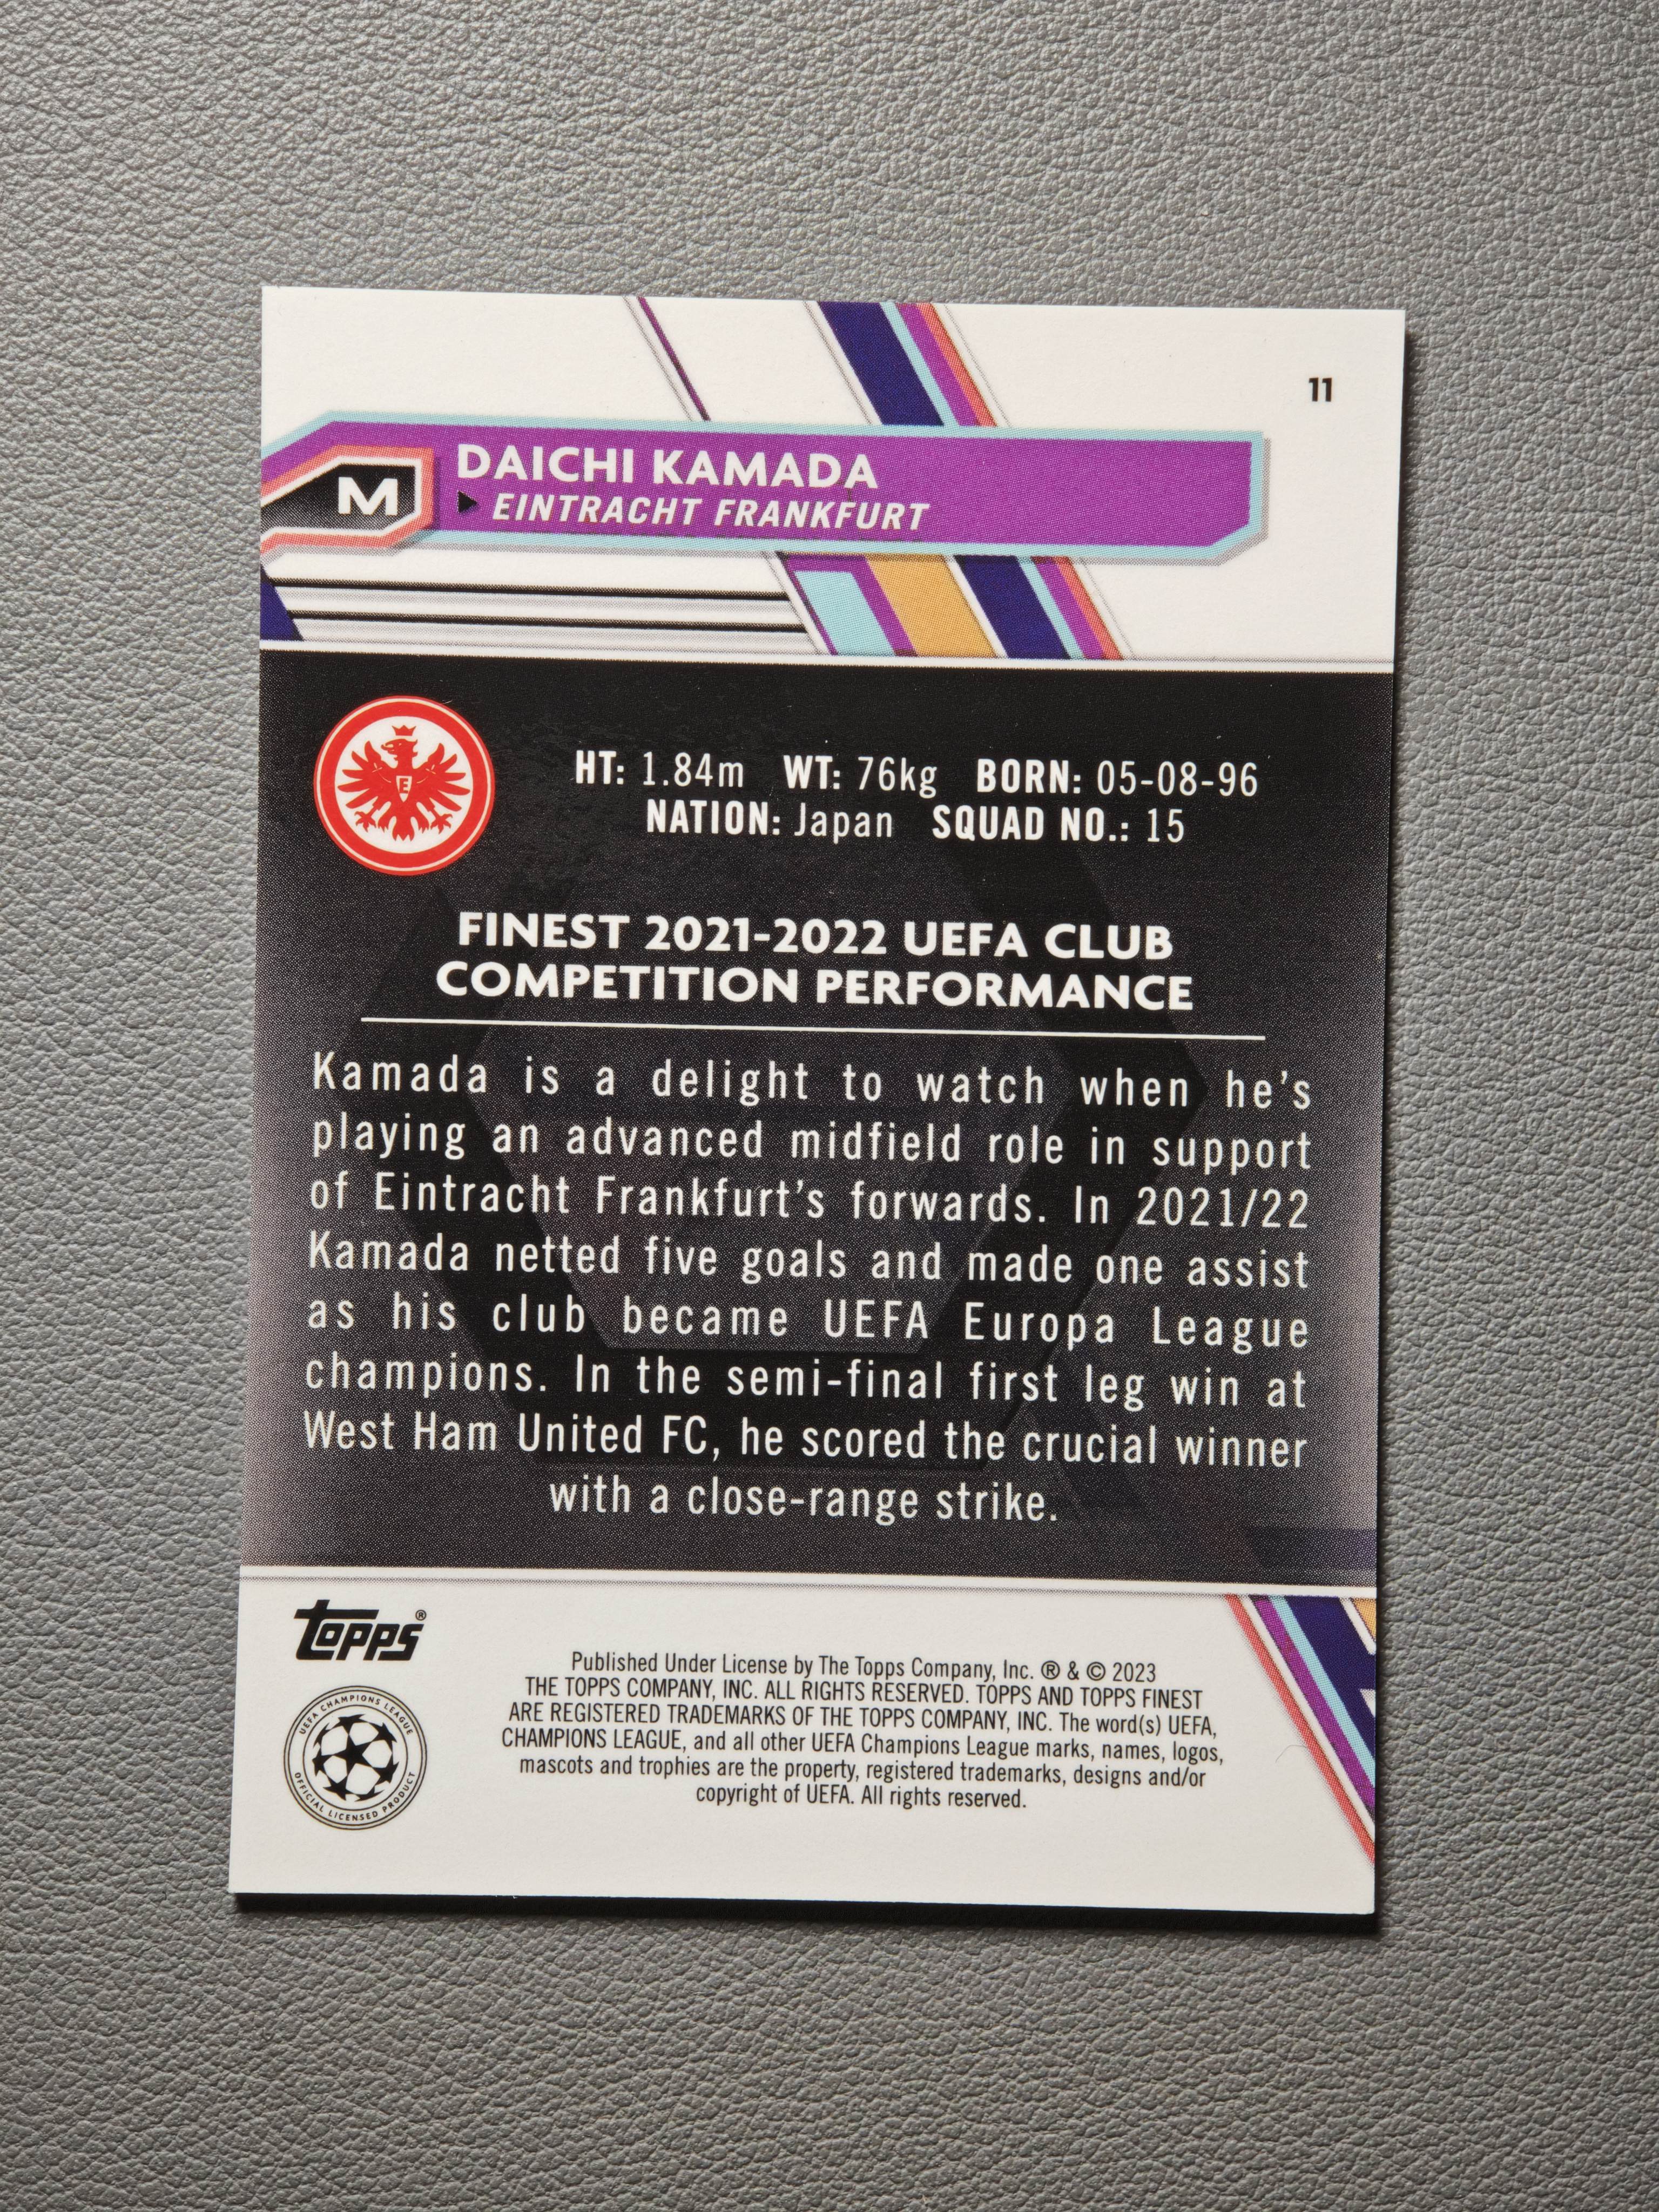 11
DAICHI KAMADA
M
EINTRACHT FRANKFURT
E
HT: 1.84m WT: 76kg BORN: 05-08-96
NATION: Japan SQUAD NO.: 15
FINEST 2021-2022 UEFA CLUB
COMPETITION PERFORMANCE
Kamada is a delight to watch when he's
playing an advanced midfield role in support
of Eintracht Frankfurt's forwards. In 2021/22
Kamada netted five goals and made one assist
as his club became UEFA Europa League
champions. In the semi-final first leg win at
West Ham United FC, he scored the crucial winner
with a close-range strike.
topps®
UEFA CHAMPIONS LEAGUE
OFFICIAL LICENSED PRODUCT
Published Under License by The Topps Company, Inc. ® & © 2023
THE TOPPS COMPANY, INC. ALL RIGHTS RESERVED. TOPPS AND TOPPS FINEST
ARE REGISTERED TRADEMARKS OF THE TOPPS COMPANY, INC. The word(s) UEFA,
CHAMPIONS LEAGUE, and all other UEFA Champions League marks, names, logos,
mascots and trophies are the property, registered trademarks, designs and/or
copyright of UEFA. All rights reserved.